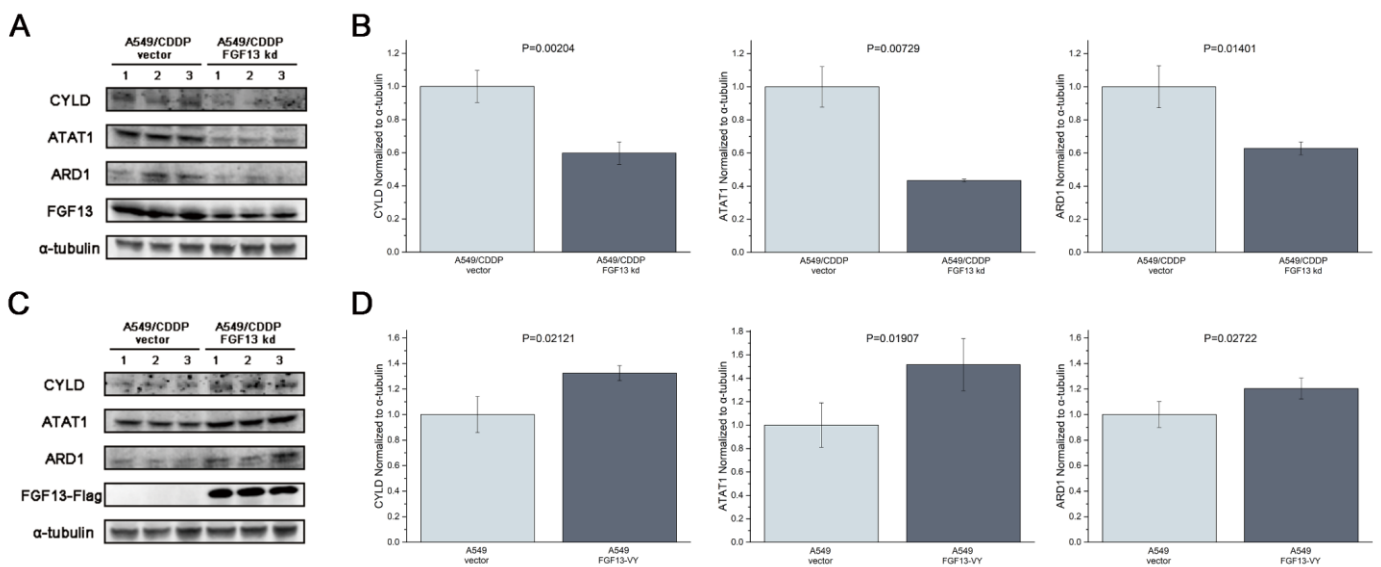 A
A549/CDDP A549/CDDP
vector FGF13 kd
1 2 3 1 2 3
CYLD
ATAT1
ARD1
FGF13
α-tubulin
B
P=0.00204
CYLD Normalized to α-tubulin
1.2
1.0
0.8
0.6
0.4
0.2
0.0
A549/CDDP A549/CDDP
vector FGF13 kd
P=0.00729
ATAT1 Normalized to α-tubulin
1.2
1.0
0.8
0.6
0.4
0.2
0.0
A549/CDDP A549/CDDP
vector FGF13 kd
P=0.01401
ARD1 Normalized to α-tubulin
1.2
1.0
0.8
0.6
0.4
0.2
0.0
A549/CDDP A549/CDDP
vector FGF13 kd
C
A549/CDDP A549/CDDP
vector FGF13 kd
1 2 3 1 2 3
CYLD
ATAT1
ARD1
FGF13-Flag
α-tubulin
D
P=0.02121
CYLD Normalized to α-tubulin
1.6
1.4
1.2
1.0
0.8
0.6
0.4
0.2
0.0
A549 A549
vector FGF13-VY
P=0.01907
ATAT1 Normalized to α-tubulin
1.8
1.6
1.4
1.2
1.0
0.8
0.6
0.4
0.2
0.0
A549 A549
vector FGF13-VY
P=0.02722
ARD1 Normalized to α-tubulin
1.6
1.4
1.2
1.0
0.8
0.6
0.4
0.2
0.0
A549 A549
vector FGF13-VY